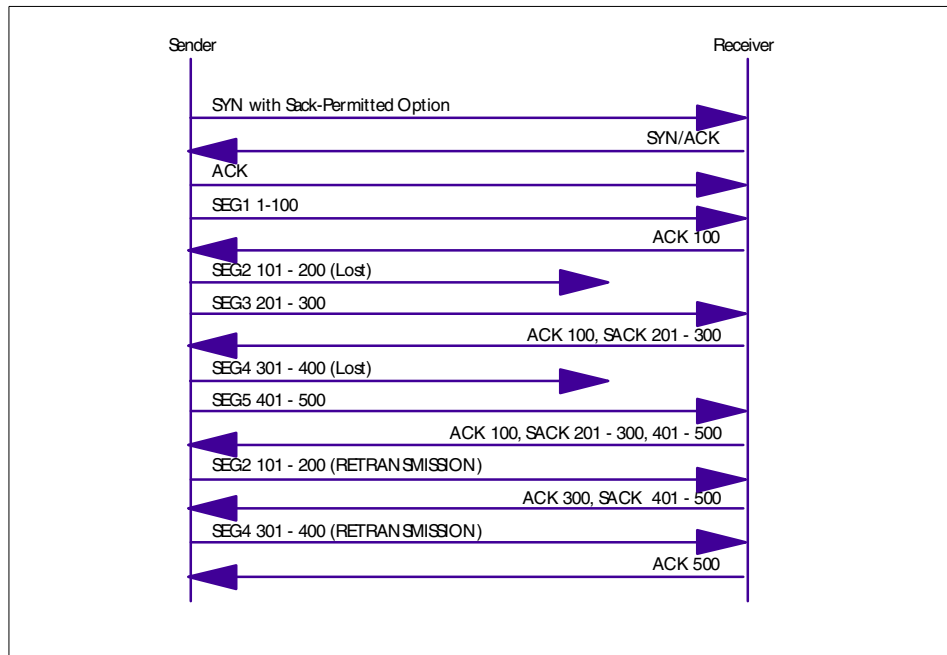 Sender Receiver
SYN with Sack-Permitted Option
SYN/ACK
ACK
SEG1 1-100
ACK 100
SEG2 101 - 200 (Lost)
SEG3 201 - 300
ACK 100, SACK 201 - 300
SEG4 301 - 400 (Lost)
SEG5 401 - 500
ACK 100, SACK 201 - 300, 401 - 500
SEG2 101 - 200 (RETRANSMISSION)
ACK 300, SACK 401 - 500
SEG4 301 - 400 (RETRANSMISSION)
ACK 500